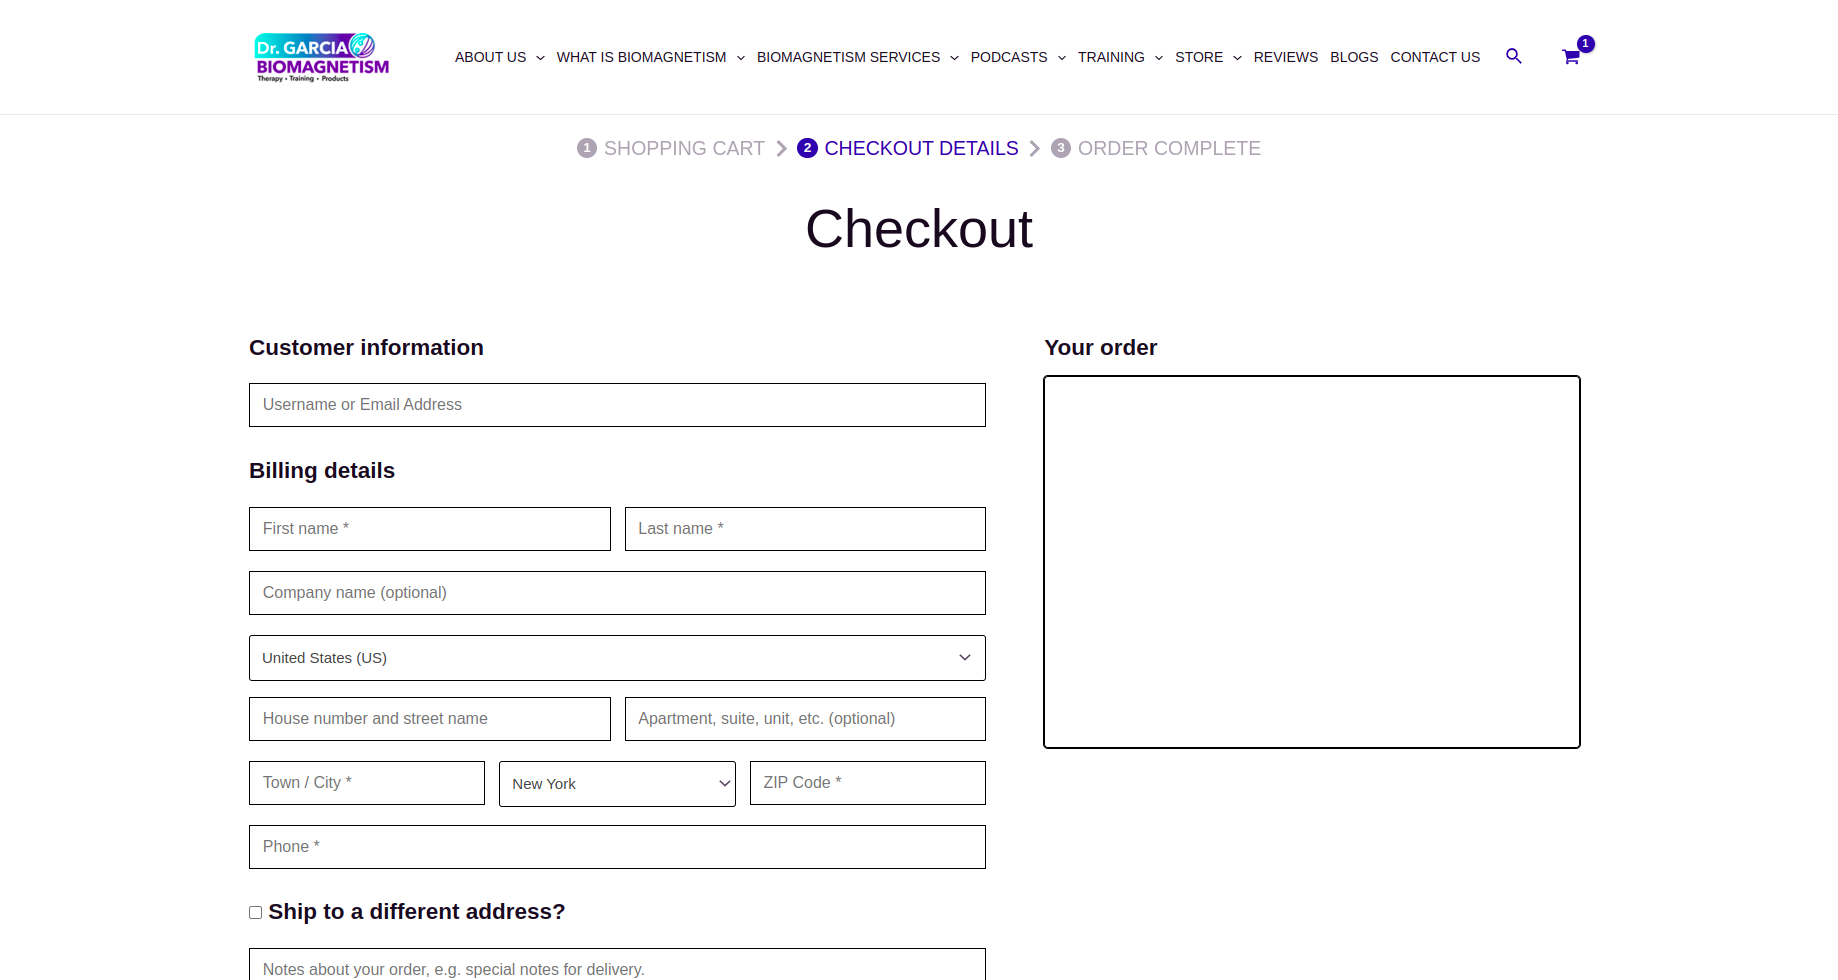 Dr. GARCIA
BIOMAGNETISM
Therapy • Training • Products
ABOUT US WHAT IS BIOMAGNETISM BIOMAGNETISM SERVICES PODCASTS TRAINING STORE REVIEWS BLOGS CONTACT US 1
1 SHOPPING CART 2 CHECKOUT DETAILS 3 ORDER COMPLETE
Checkout
Customer information
Username or Email Address
Billing details
First name * Last name *
Company name (optional)
United States (US)
House number and street name Apartment, suite, unit, etc. (optional)
Town / City * New York ZIP Code *
Phone *
Ship to a different address?
Notes about your order, e.g. special notes for delivery.
Your order